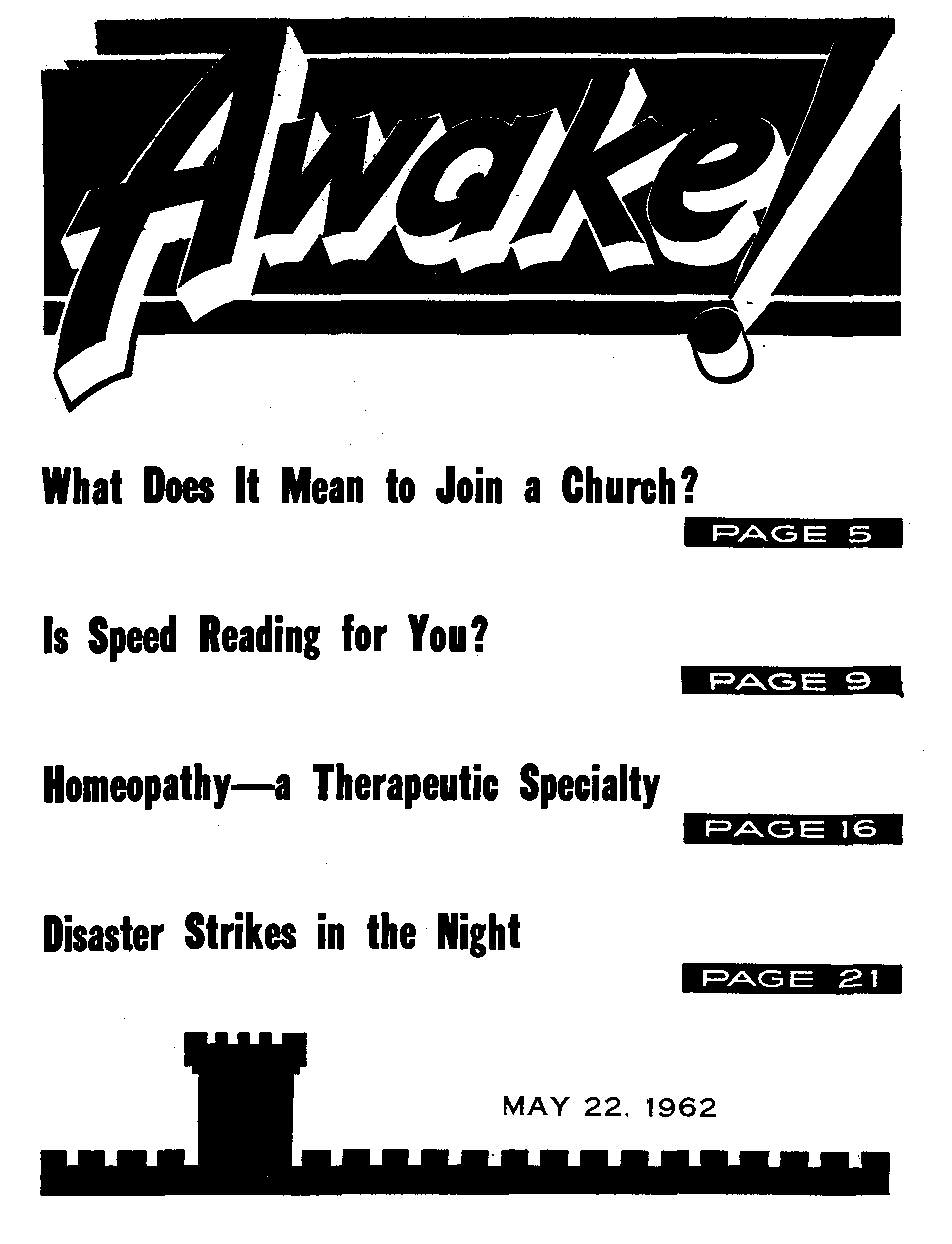 Awake!
What Does It Mean to Join a Church?
PAGE 5
Is Speed Reading for You?
PAGE 9
Homeopathy—a Therapeutic Specialty
PAGE 16
Disaster Strikes in the Night
PAGE 21
MAY 22, 1962